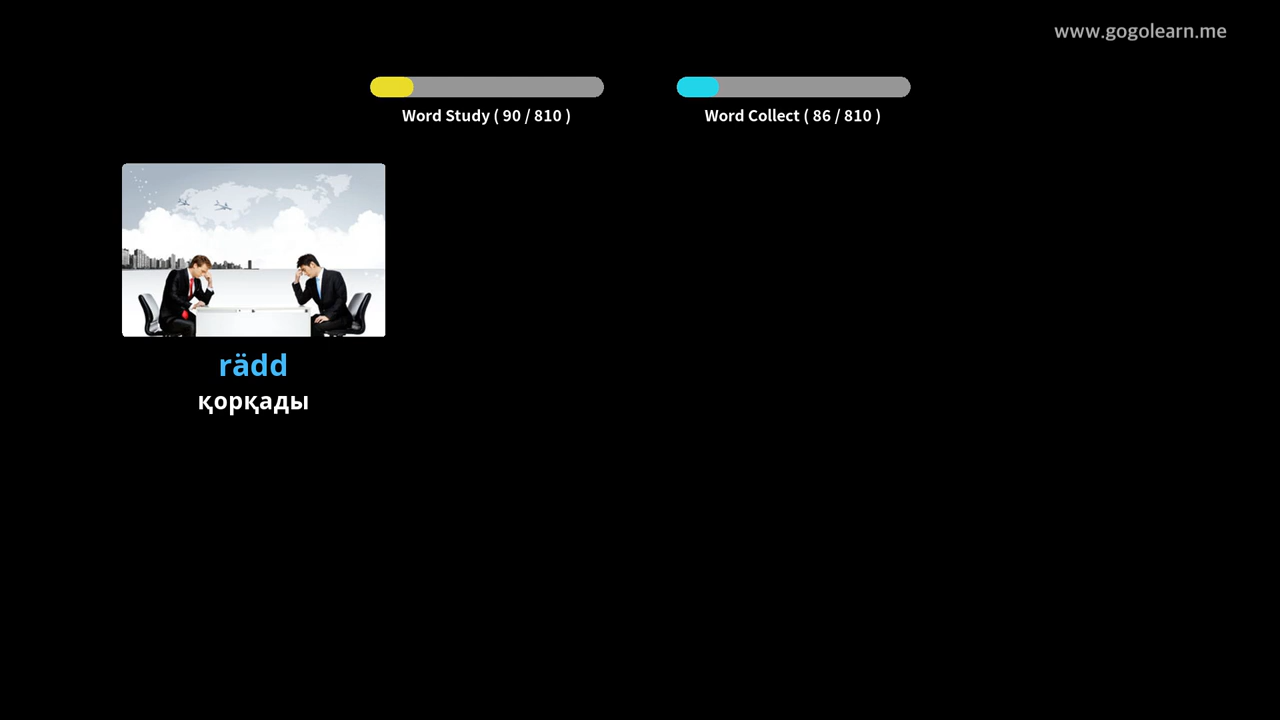 www.gogolearn.me
Word Study ( 90 / 810 )
Word Collect ( 86 / 810 )
rädd
қорқады